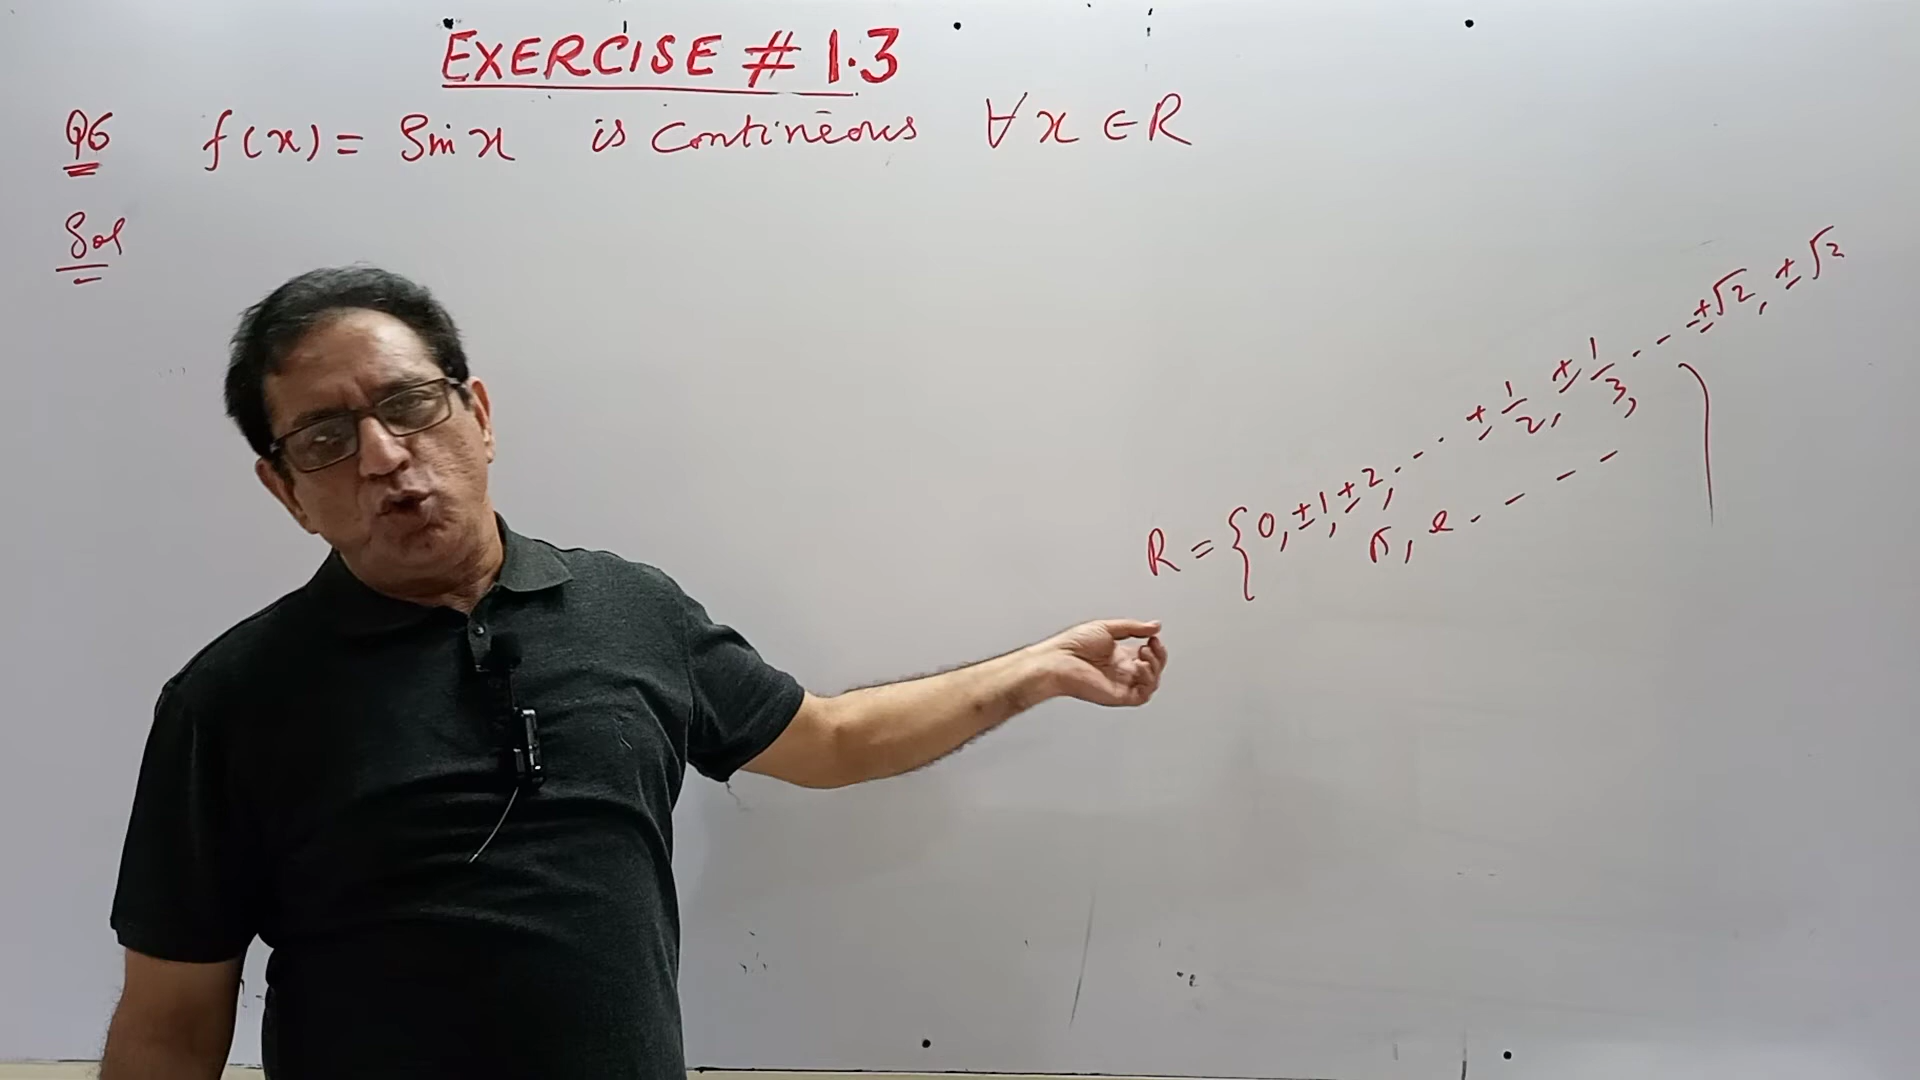 EXERCISE # 1.3
Q6 f(x) = Sin x is continuous ∀ x ∈ R
Sol
R = {0, ±1, ±2, . . . ± 1/2, ± 1/3, - - - ±√2, ±√2
π, e - - - - )